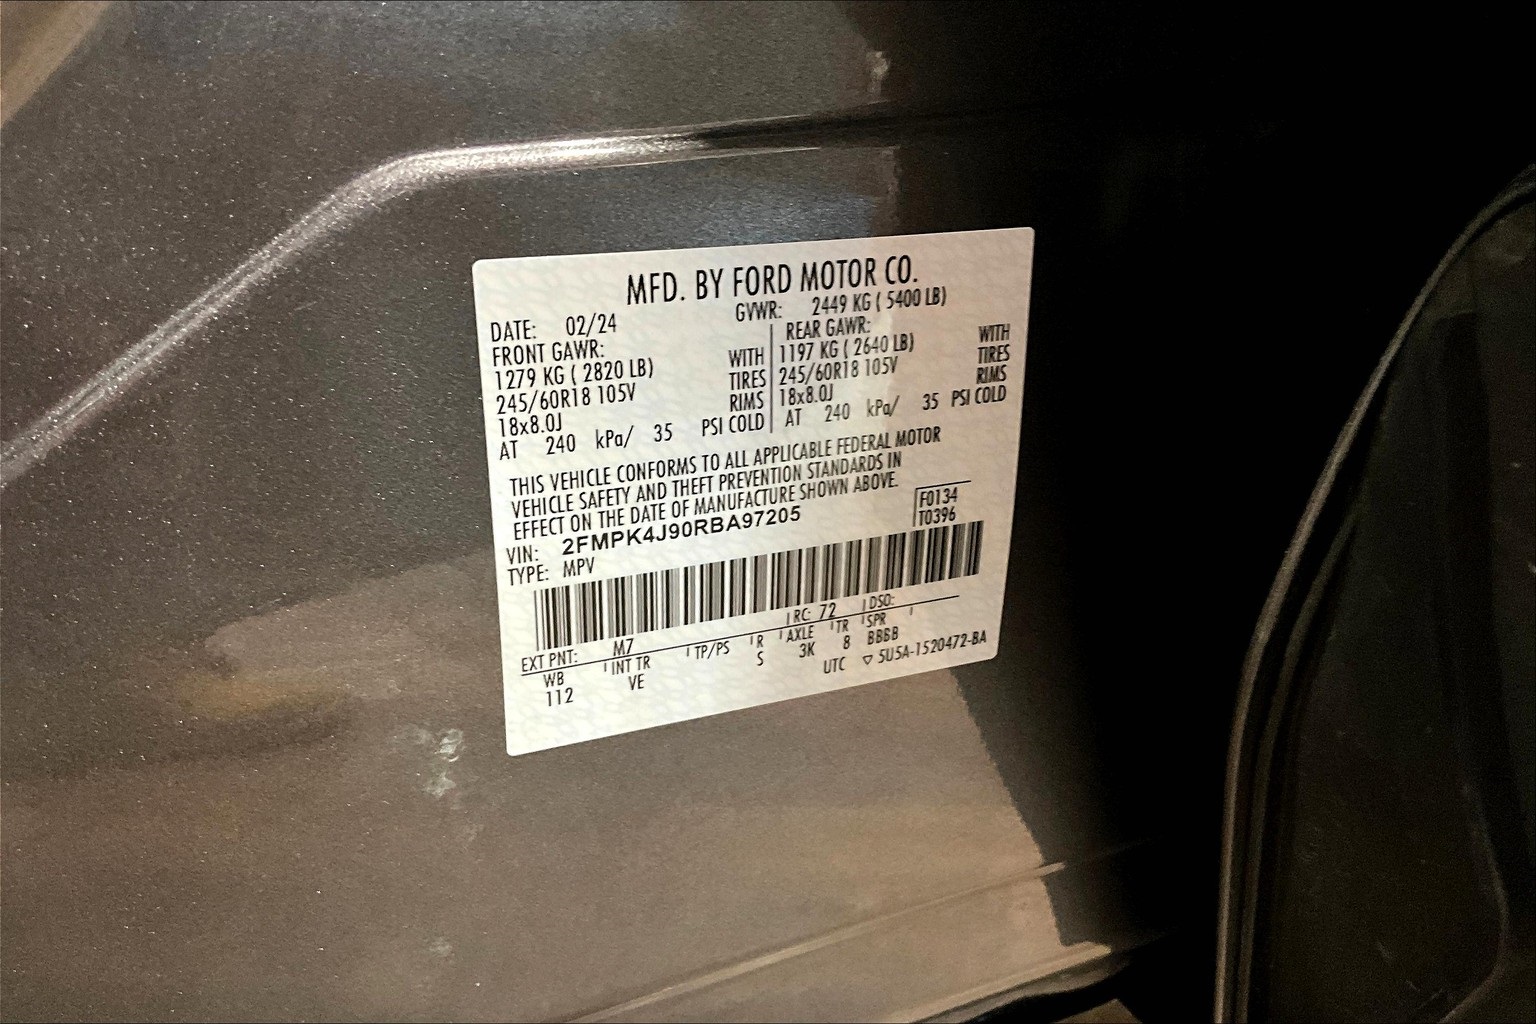 MFD. BY FORD MOTOR CO.
DATE: 02/24 GVWR: 2449 KG ( 5400 LB)
FRONT GAWR: REAR GAWR:
1279 KG ( 2820 LB) WITH 1197 KG ( 2640 LB) WITH
245/60R18 105V TIRES 245/60R18 105V TIRES
18x8.0J RIMS 18x8.0J RIMS
AT 240 kPa/ 35 PSI COLD AT 240 kPa/ 35 PSI COLD
THIS VEHICLE CONFORMS TO ALL APPLICABLE FEDERAL MOTOR
VEHICLE SAFETY AND THEFT PREVENTION STANDARDS IN
EFFECT ON THE DATE OF MANUFACTURE SHOWN ABOVE.
F0134
T0396
VIN: 2FMPK4J90RBA97205
TYPE: MPV
EXT PNT: M7 RC: 72 DSO:
WB INT TR TP/PS R AXLE TR SPR
112 VE S 3K 8 BBBB
UTC ▽ 5U5A-1520472-BA